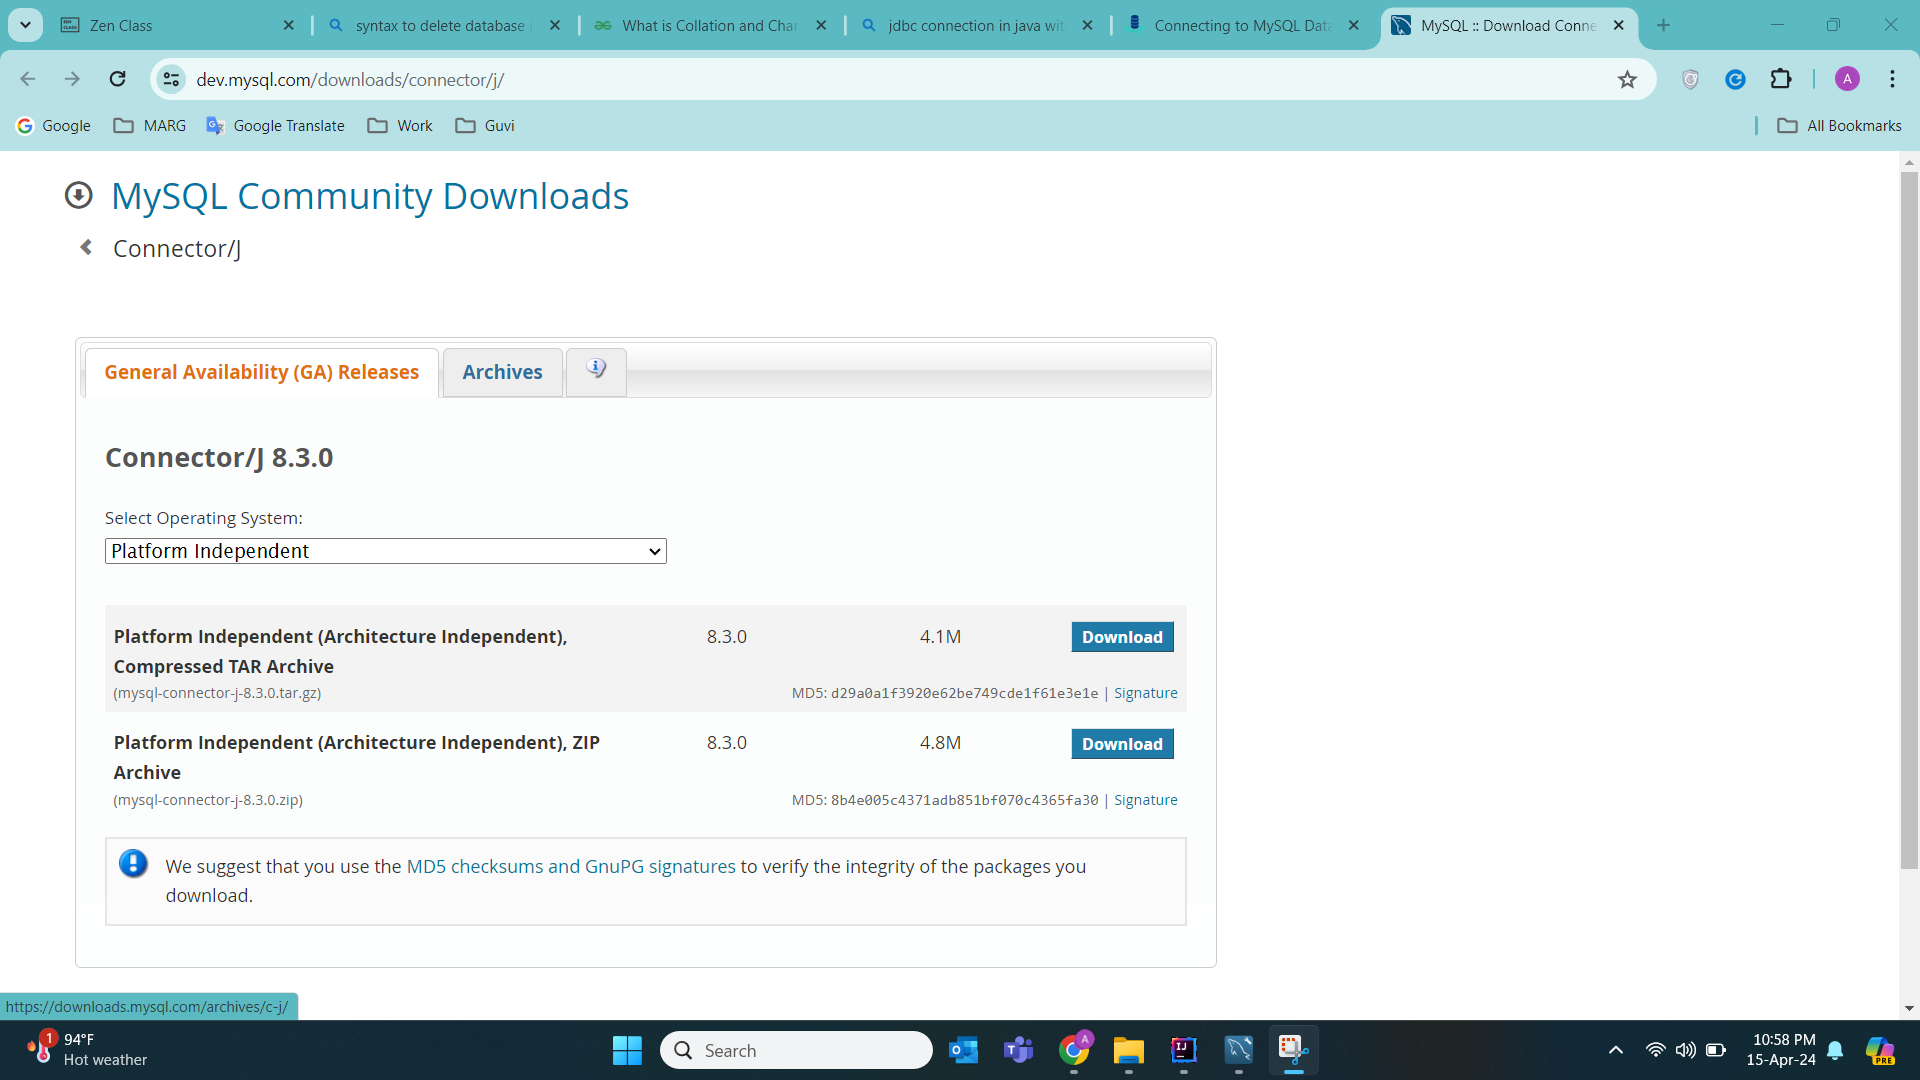 Zen Class
syntax to delete database
What is Collation and Char
jdbc connection in java wit
Connecting to MySQL Data
MySQL :: Download Conne
dev.mysql.com/downloads/connector/j/
A
Google
MARG
Google Translate
Work
Guvi
All Bookmarks
MySQL Community Downloads
Connector/J
General Availability (GA) Releases
Archives
Connector/J 8.3.0
Select Operating System:
Platform Independent
Platform Independent (Architecture Independent), 8.3.0 4.1M Download
Compressed TAR Archive
(mysql-connector-j-8.3.0.tar.gz) MD5: d29a0a1f3920e62be749cde1f61e3e1e | Signature
Platform Independent (Architecture Independent), ZIP 8.3.0 4.8M Download
Archive
(mysql-connector-j-8.3.0.zip) MD5: 8b4e005c4371adb851bf070c4365fa30 | Signature
We suggest that you use the MD5 checksums and GnuPG signatures to verify the integrity of the packages you
download.
https://downloads.mysql.com/archives/c-j/
1
94°F
Hot weather
Search
A
10:58 PM
15-Apr-24
PRE